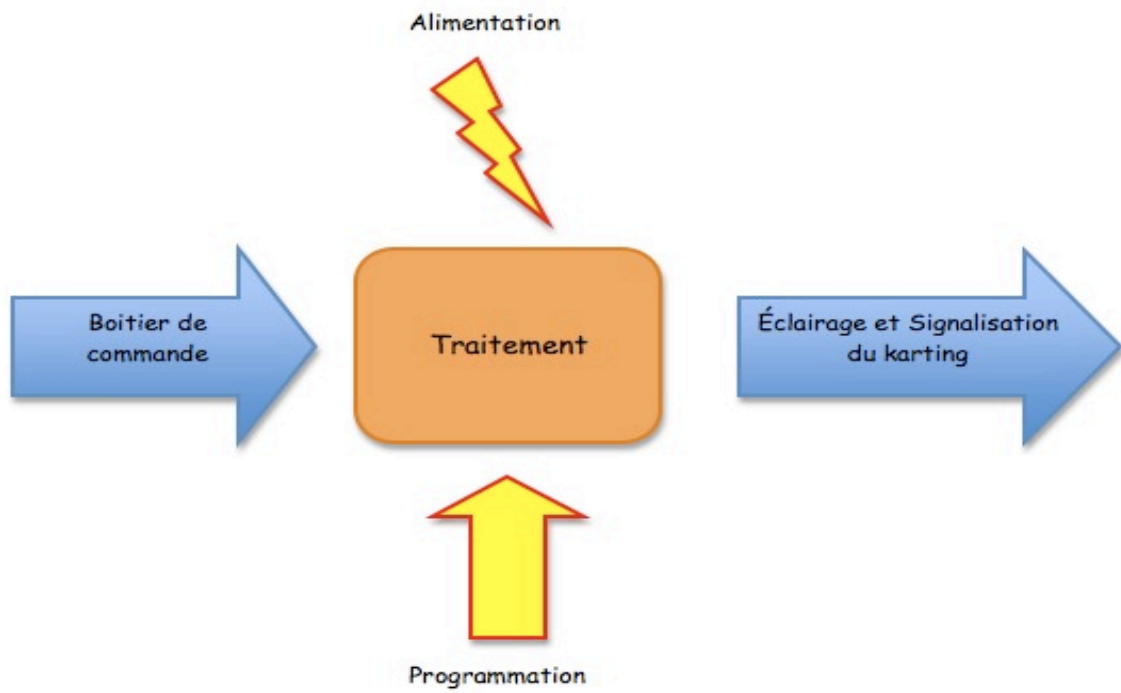 Alimentation
Boitier de
commande
Traitement
Éclairage et Signalisation
du karting
Programmation